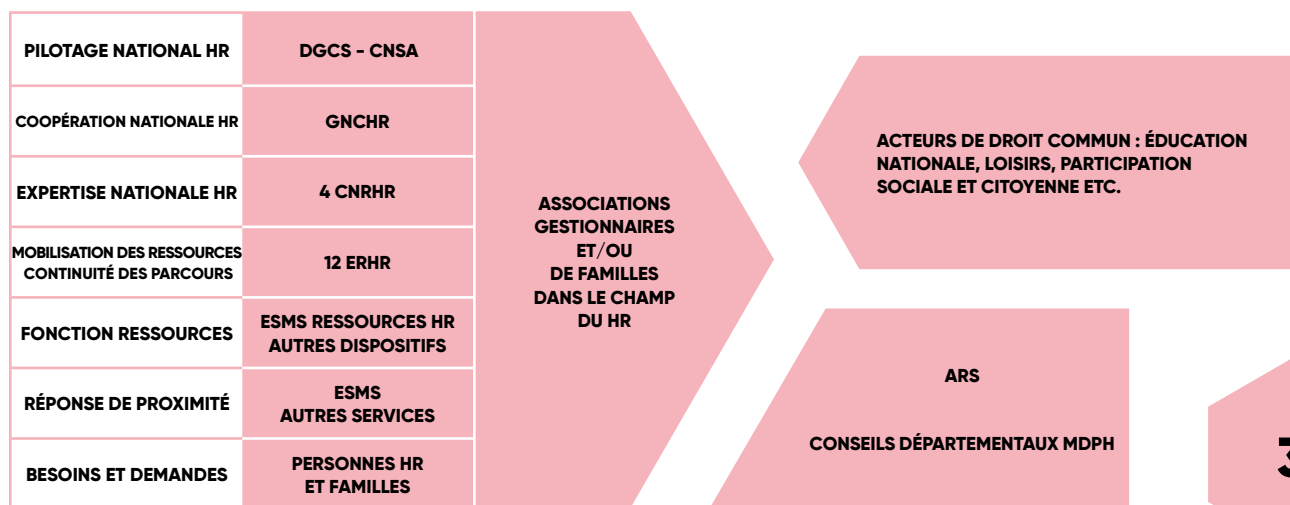 PILOTAGE NATIONAL HR
DGCS - CNSA
COOPÉRATION NATIONALE HR
GNCHR
EXPERTISE NATIONALE HR
4 CNRHR
MOBILISATION DES RESSOURCES
CONTINUITÉ DES PARCOURS
12 ERHR
FONCTION RESSOURCES
ESMS RESSOURCES HR
AUTRES DISPOSITIFS
RÉPONSE DE PROXIMITÉ
ESMS
AUTRES SERVICES
BESOINS ET DEMANDES
PERSONNES HR
ET FAMILLES
ASSOCIATIONS
GESTIONNAIRES
ET/OU
DE FAMILLES
DANS LE CHAMP
DU HR
ACTEURS DE DROIT COMMUN : ÉDUCATION
NATIONALE, LOISIRS, PARTICIPATION
SOCIALE ET CITOYENNE ETC.
ARS
CONSEILS DÉPARTEMENTAUX MDPH
3